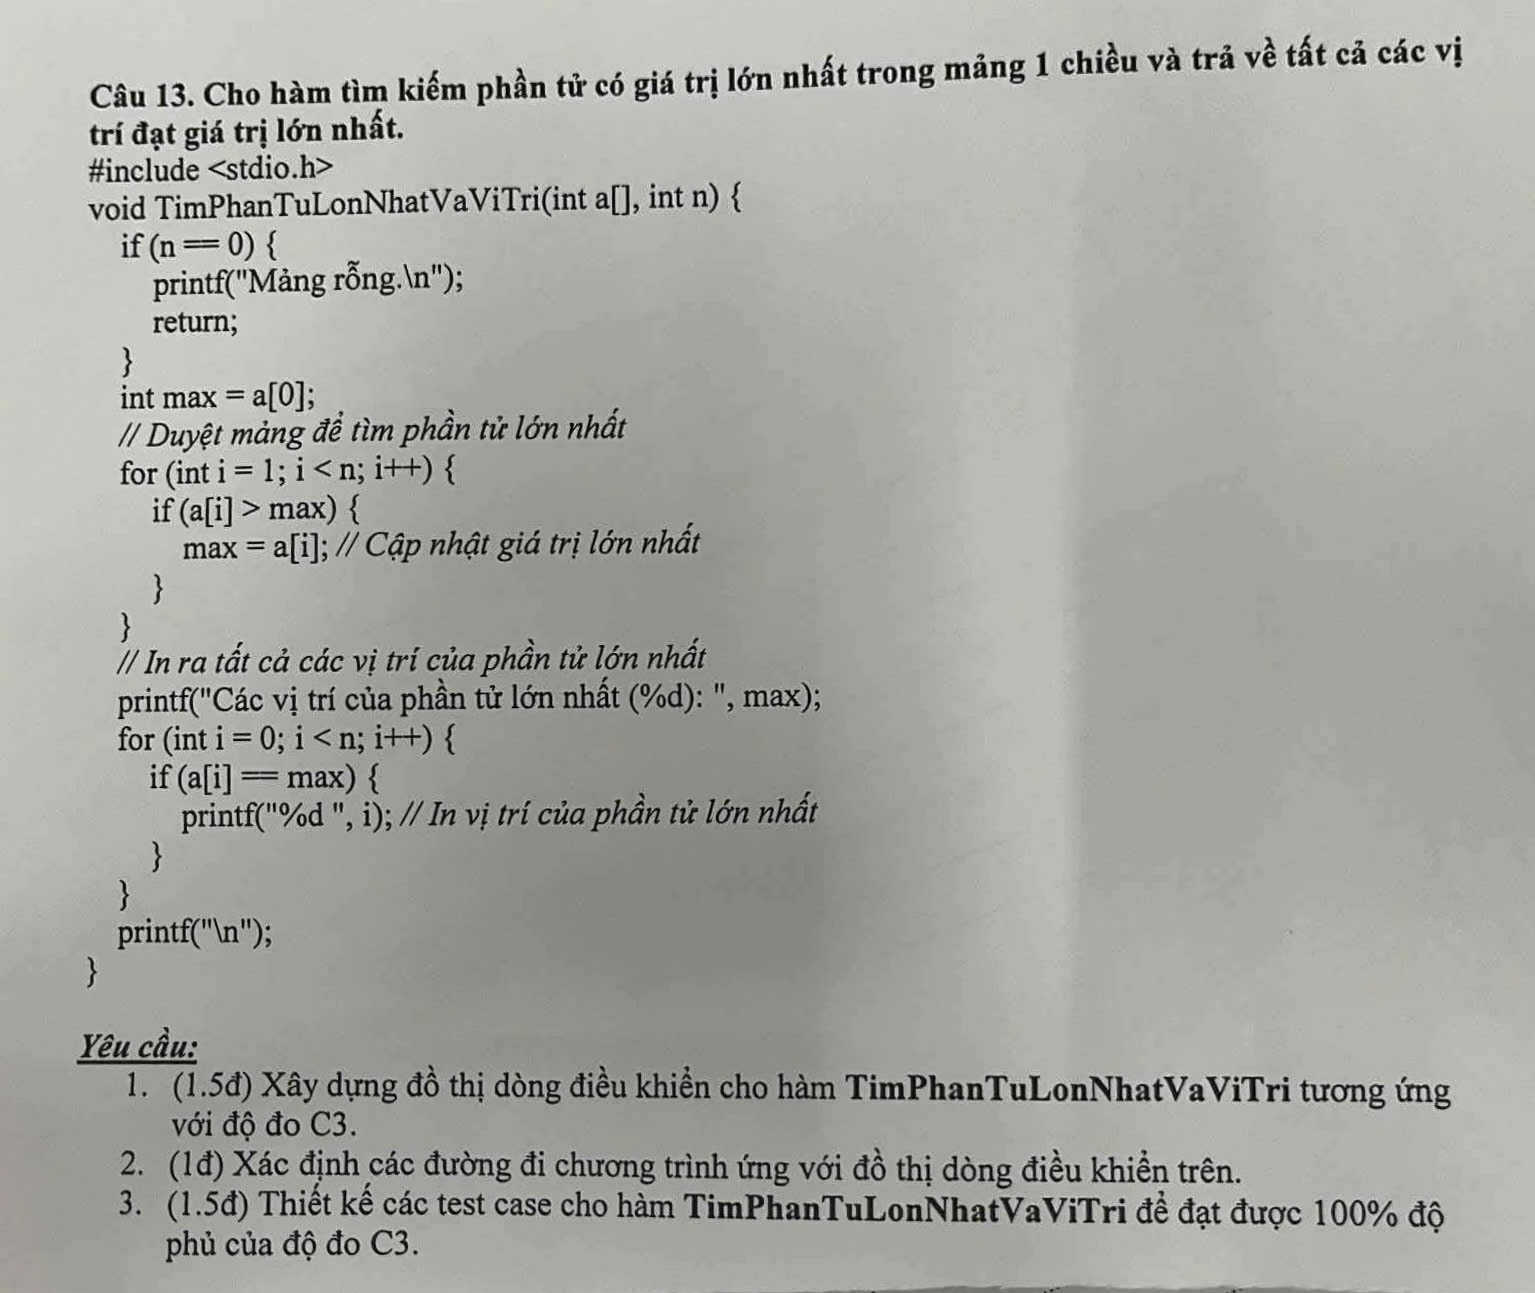 Câu 13. Cho hàm tìm kiếm phần tử có giá trị lớn nhất trong mảng 1 chiều và trả về tất cả các vị
trí đạt giá trị lớn nhất.
#include <stdio.h>
void TimPhanTuLonNhatVaViTri(int a[], int n) {
if (n == 0) {
printf("Mảng rỗng.\n");
return;
}
int max = a[0];
// Duyệt mảng để tìm phần tử lớn nhất
for (int i = 1; i < n; i++) {
if (a[i] > max) {
max = a[i]; // Cập nhật giá trị lớn nhất
}
}
// In ra tất cả các vị trí của phần tử lớn nhất
printf("Các vị trí của phần tử lớn nhất (%d): ", max);
for (int i = 0; i < n; i++) {
if (a[i] == max) {
printf("%d ", i); // In vị trí của phần tử lớn nhất
}
}
printf("\n");
}
Yêu cầu:
1. (1.5đ) Xây dựng đồ thị dòng điều khiển cho hàm TimPhanTuLonNhatVaViTri tương ứng
với độ đo C3.
2. (1đ) Xác định các đường đi chương trình ứng với đồ thị dòng điều khiển trên.
3. (1.5đ) Thiết kế các test case cho hàm TimPhanTuLonNhatVaViTri để đạt được 100% độ
phủ của độ đo C3.